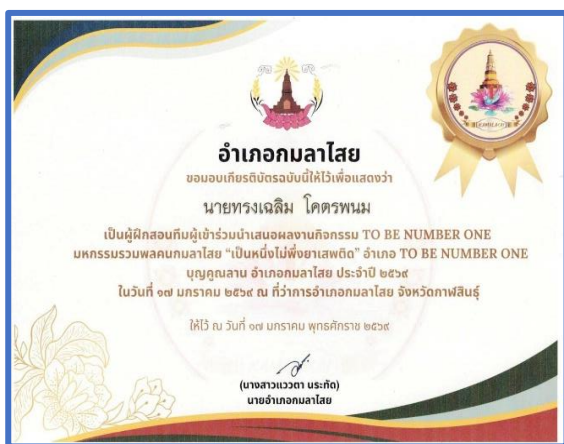 อำเภอกมลาไสย
ขอมอบเกียรติบัตรฉบับนี้ให้ไว้เพื่อแสดงว่า
นายทรงเฉลิม โคตรพนม
เป็นผู้ฝึกสอนทีมผู้เข้าร่วมนำเสนอผลงานกิจกรรม TO BE NUMBER ONE
มหกรรมรวมพลคนกมลาไสย “เป็นหนึ่งไม่พึ่งยาเสพติด” อำเภอ TO BE NUMBER ONE
บุญคูณลาน อำเภอกมลาไสย ประจำปี ๒๕๖๙
ในวันที่ ๑๗ มกราคม ๒๕๖๙ ณ ที่ว่าการอำเภอกมลาไสย จังหวัดกาฬสินธุ์
ให้ไว้ ณ วันที่ ๑๗ มกราคม พุทธศักราช ๒๕๖๙
(นางสาวแววตา นระทัด)
นายอำเภอกมลาไสย